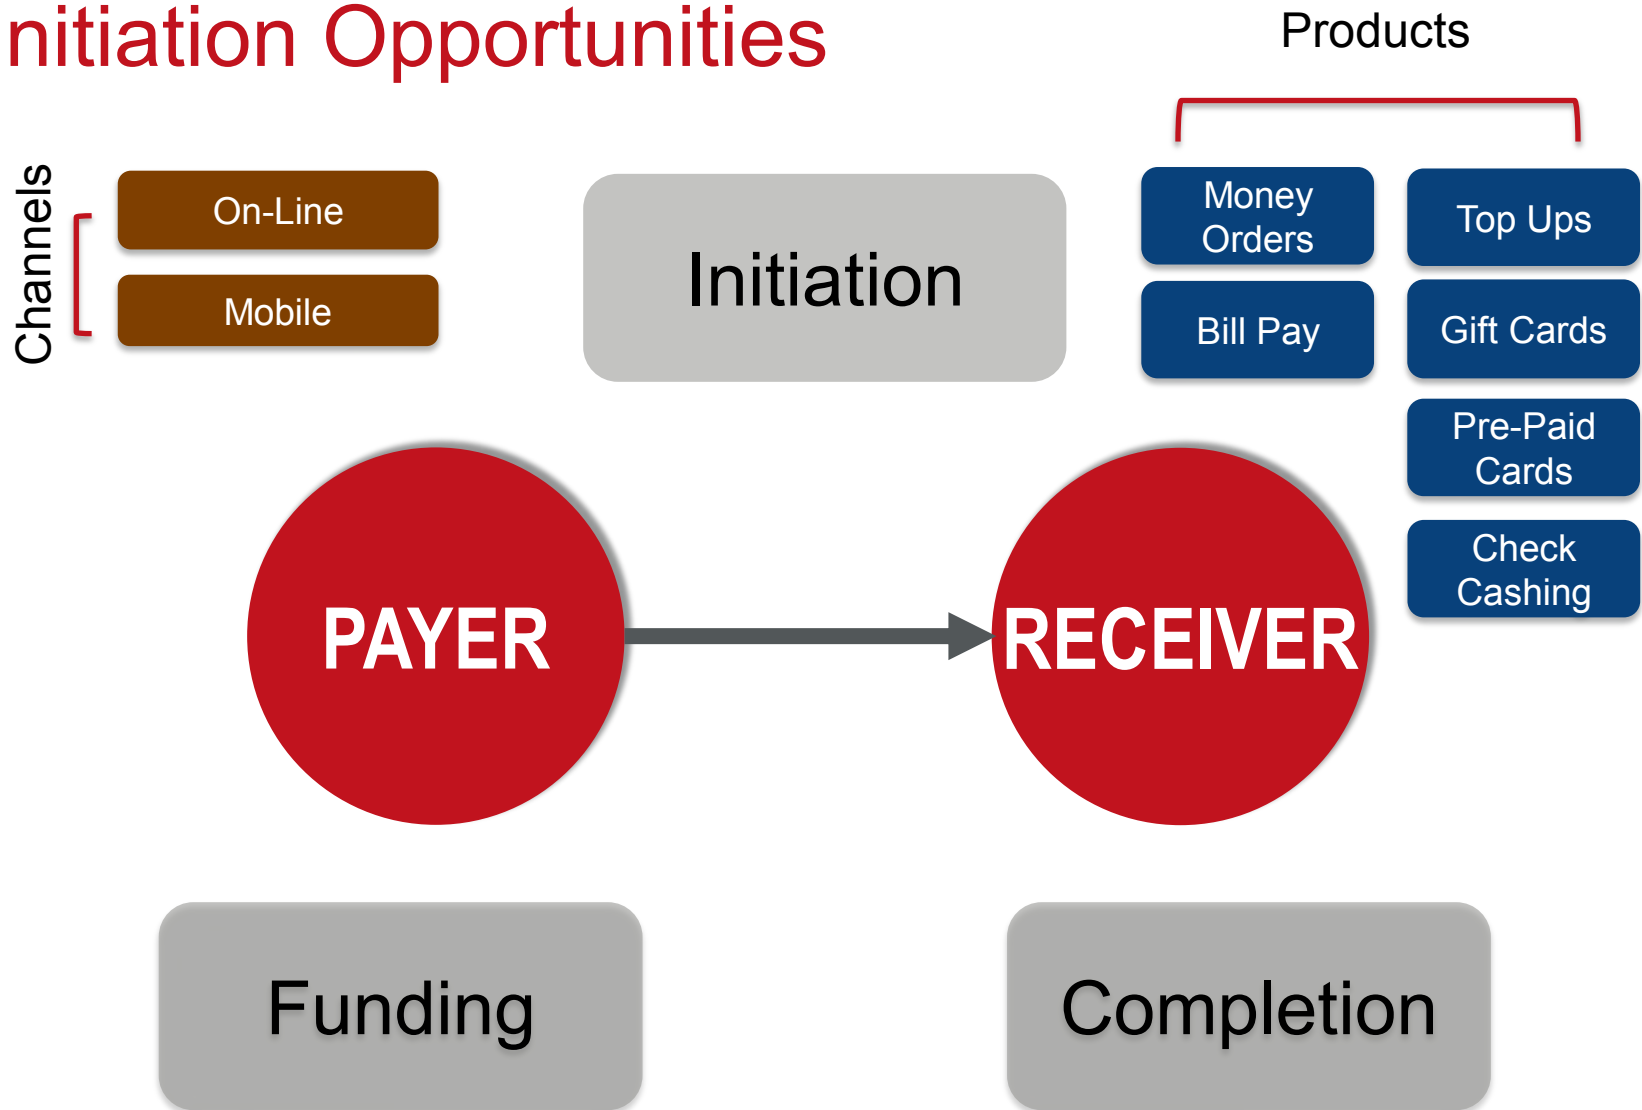 nitiation Opportunities
Products
Channels
On-Line
Mobile
Initiation
Money
Orders
Top Ups
Bill Pay
Gift Cards
Pre-Paid
Cards
Check
Cashing
PAYER
RECEIVER
Funding
Completion